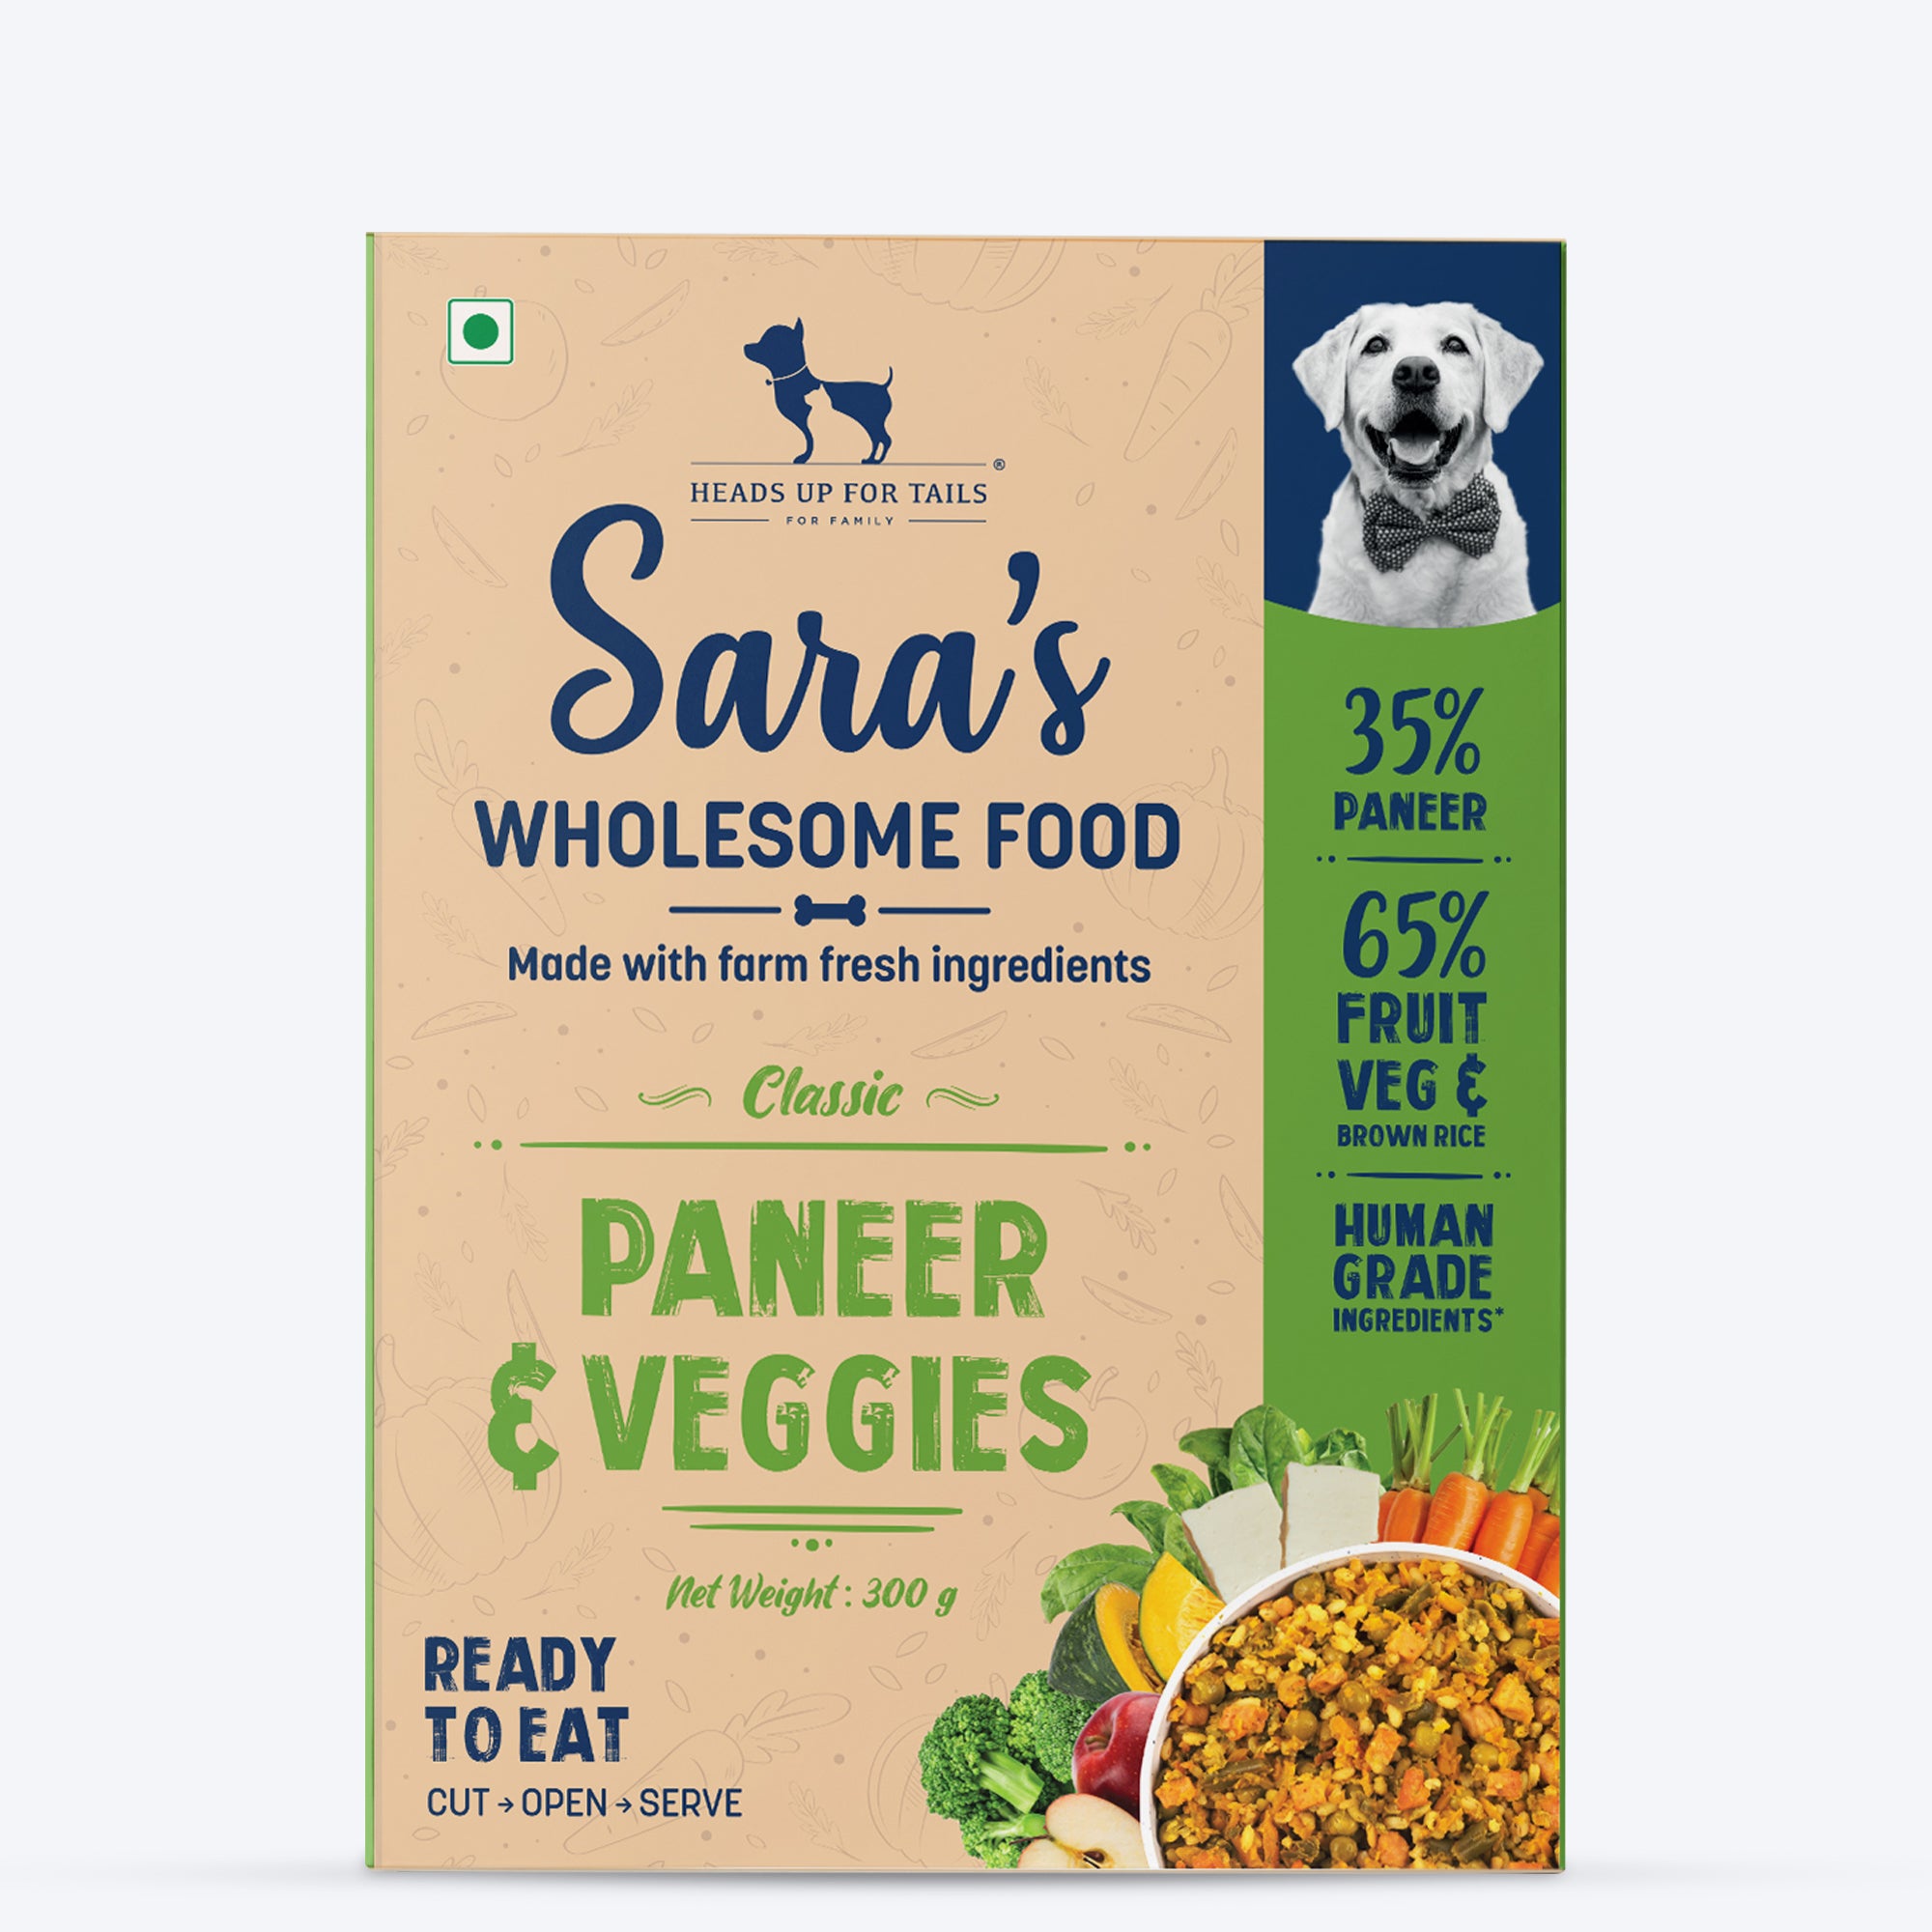 HEADS UP FOR TAILS
®
FOR FAMILY
Sara's
WHOLESOME FOOD
Made with farm fresh ingredients
Classic
PANEER
& VEGGIES
Net Weight : 300 g
READY
TO EAT
CUT → OPEN → SERVE
35%
PANEER
65%
FRUIT
VEG &
BROWN RICE
HUMAN
GRADE
INGREDIENTS*